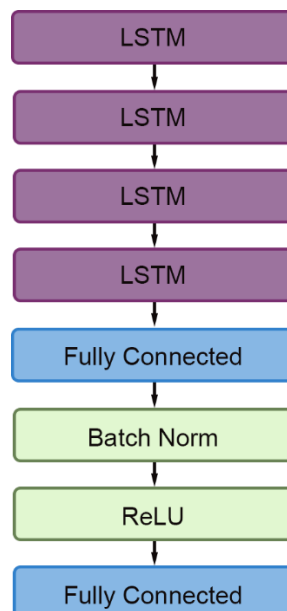 LSTM
LSTM
LSTM
LSTM
Fully Connected
Batch Norm
ReLU
Fully Connected